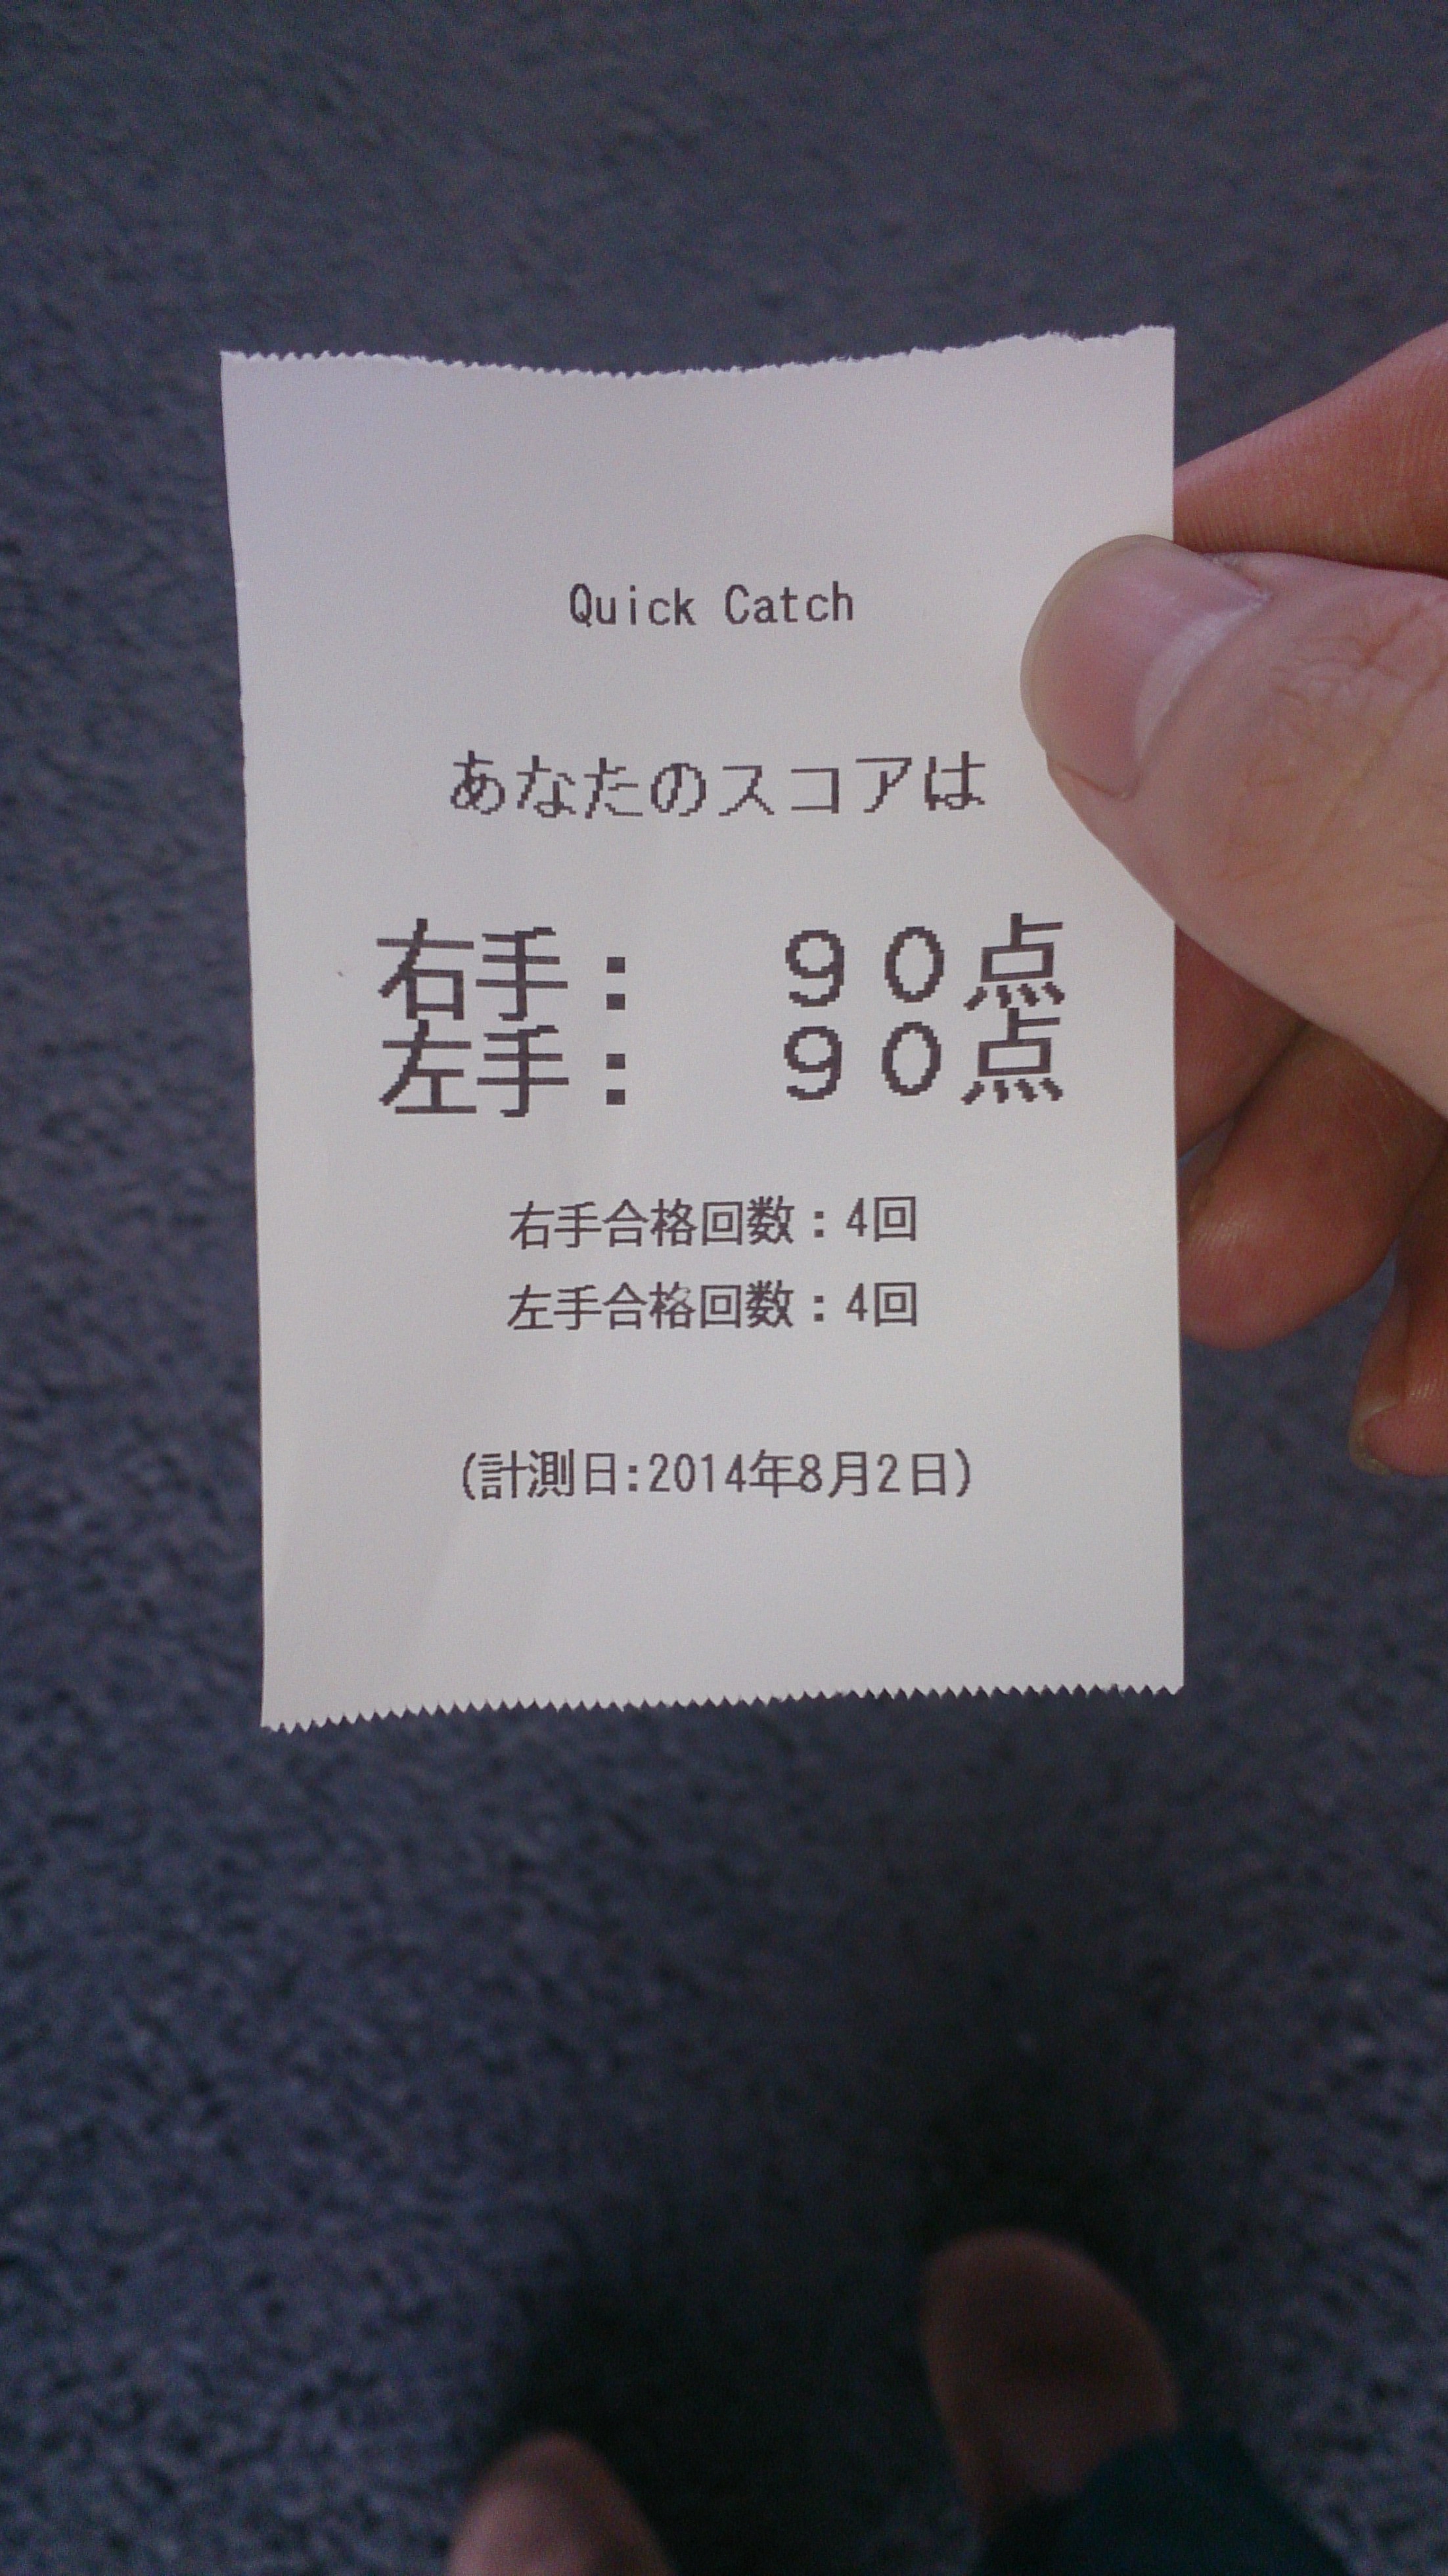 Quick Catch
あなたのスコアは
右手： ９０点
左手： ９０点
右手合格回数：4回
左手合格回数：4回
(計測日:2014年8月2日)